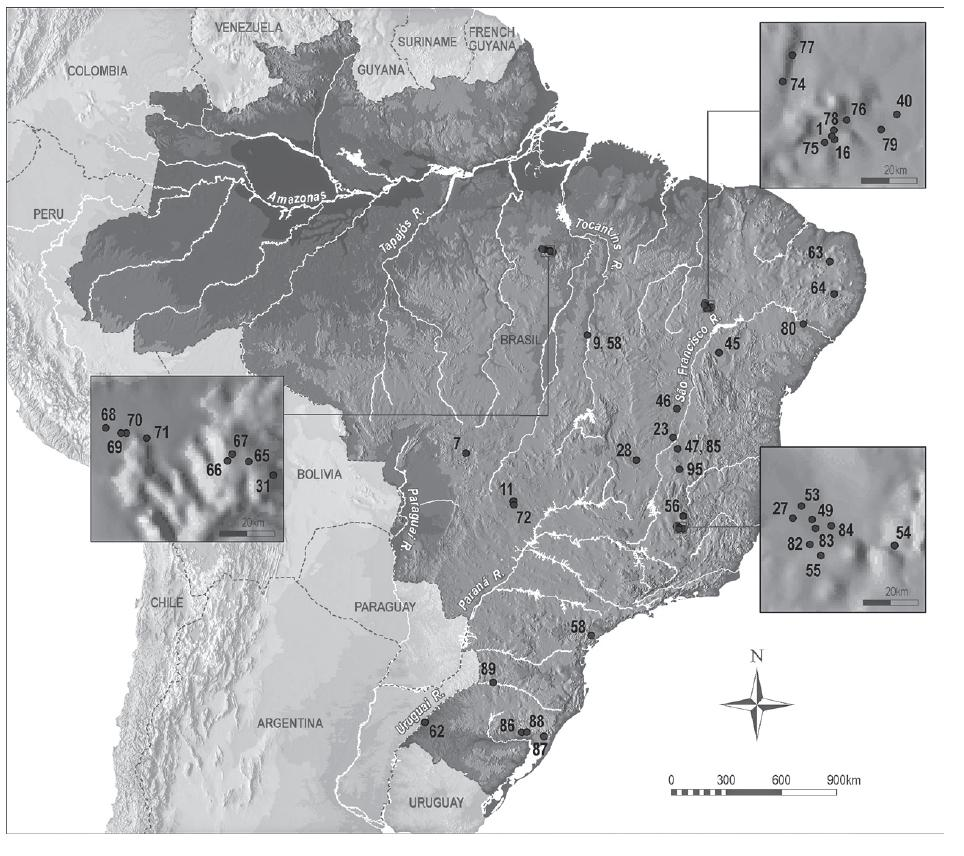 VENEZUELA
FRENCH
GUYANA
SURINAME
GUYANA
COLOMBIA
77
74
40
78
76
1
75
16
79
20km
Amazonas R.
PERU
Tapajós R.
Tocantins R.
63
64
BRASIL
9, 58
São Francisco R.
80
45
68
70
69
71
67
66
65
31
20km
46
23
47, 85
7
28
95
BOLIVIA
11
72
56
Paraguai R.
53
27
49
84
54
82
83
55
20km
CHILE
PARAGUAY
Paraná R.
58
N
89
Uruguai R.
ARGENTINA
62
86
88
87
0 300 600 900km
URUGUAY